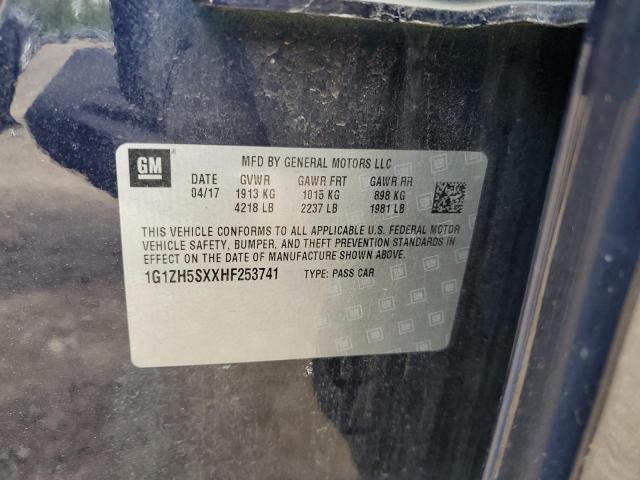 GM MFD BY GENERAL MOTORS LLC
DATE GVWR GAWR FRT GAWR RR
04/17 1913 KG 1015 KG 898 KG
4218 LB 2237 LB 1981 LB
THIS VEHICLE CONFORMS TO ALL APPLICABLE U.S. FEDERAL MOTOR
VEHICLE SAFETY, BUMPER, AND THEFT PREVENTION STANDARDS IN
EFFECT ON THE DATE OF MANUFACTURE SHOWN ABOVE.
1G1ZH5SXXHF253741 TYPE: PASS CAR